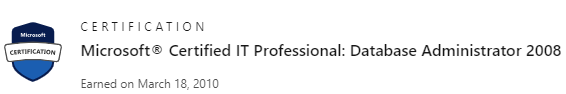 Microsoft
CERTIFICATION
CERTIFICATION
Microsoft® Certified IT Professional: Database Administrator 2008
Earned on March 18, 2010